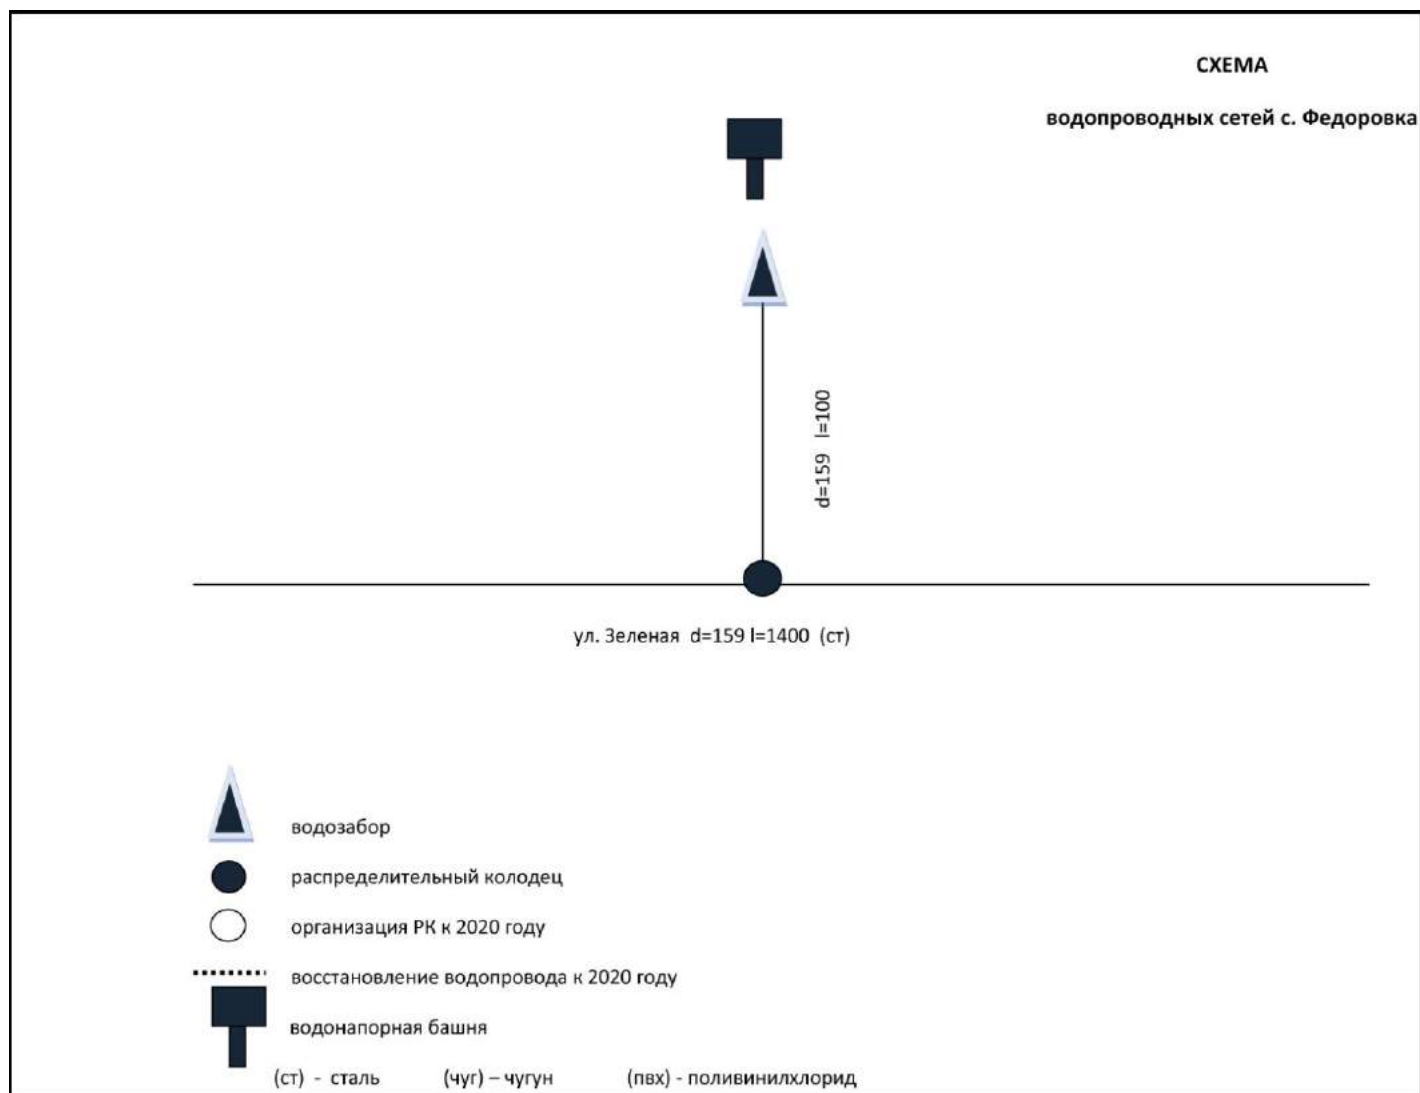 СХЕМА
водопроводных сетей с. Федоровка
d=159 l=100
ул. Зеленая d=159 l=1400 (ст)
водозабор
распределительный колодец
организация РК к 2020 году
восстановление водопровода к 2020 году
водонапорная башня
(ст) - сталь (чуг) – чугун (пвх) - поливинилхлорид